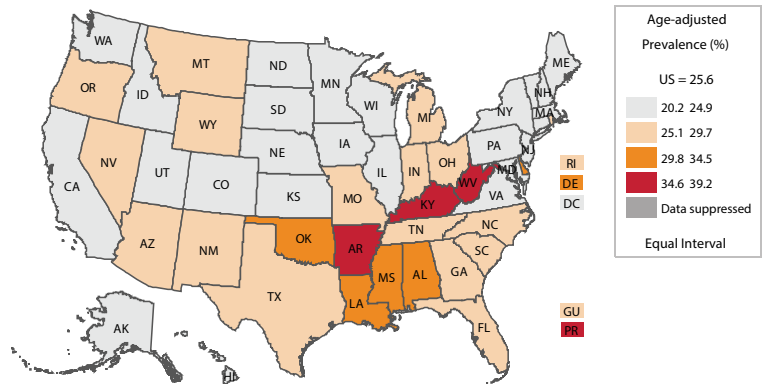 WA
MT
ND
MN
ME
OR
ID
SD
WI
MI
NY
NH
MA
WY
NE
IA
PA
NJ
NV
UT
CO
KS
MO
IL
IN
OH
WV
MD
VA
CA
KY
AZ
NM
OK
AR
TN
NC
SC
TX
LA
MS
AL
GA
FL
AK
HI
RI
DE
DC
GU
PR
Age-adjusted
Prevalence (%)
US = 25.6
20.2 24.9
25.1 29.7
29.8 34.5
34.6 39.2
Data suppressed
Equal Interval